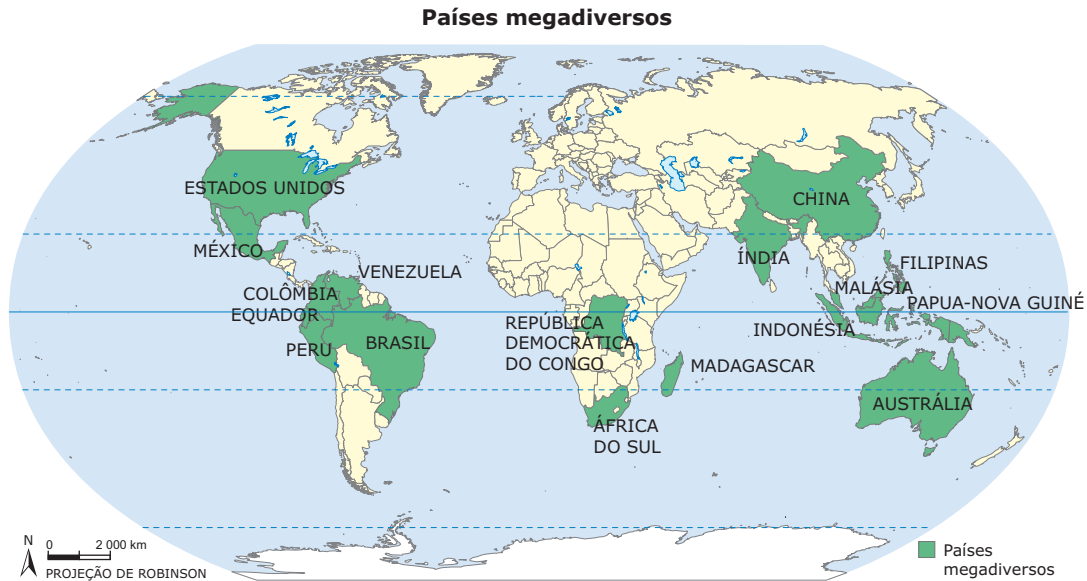 Países megadiversos
ESTADOS UNIDOS
CHINA
MÉXICO
ÍNDIA
FILIPINAS
VENEZUELA
MALÁSIA
COLÔMBIA
PAPUA-NOVA GUINÉ
EQUADOR
REPÚBLICA
DEMOCRÁTICA
DO CONGO
INDONÉSIA
PERU
BRASIL
MADAGASCAR
AUSTRÁLIA
ÁFRICA
DO SUL
N
0 2 000 km
PROJEÇÃO DE ROBINSON
Países
megadiversos